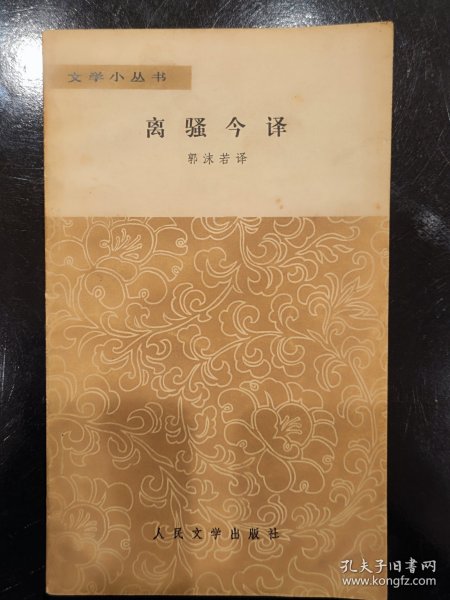 文学小丛书
离骚今译
郭沫若译
人民文学出版社
孔夫子旧书网
www.kongfz.com